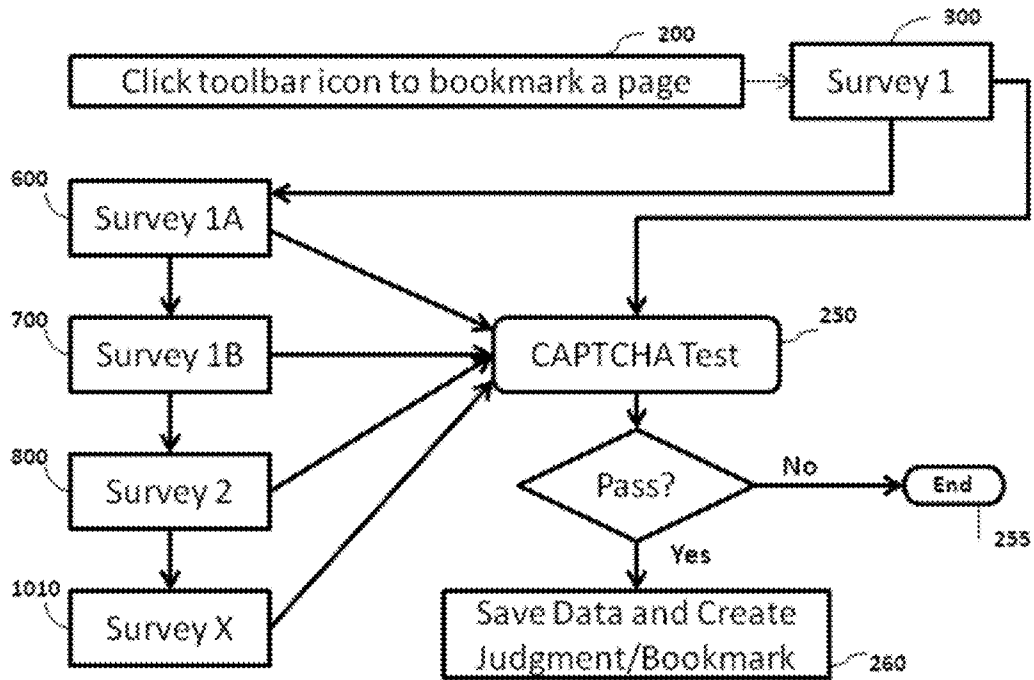 200
300
Click toolbar icon to bookmark a page
Survey 1
600
Survey 1A
700
250
Survey 1B
CAPTCHA Test
800
Survey 2
Pass?
No
End
255
Yes
1010
Survey X
Save Data and Create
Judgment/Bookmark
260